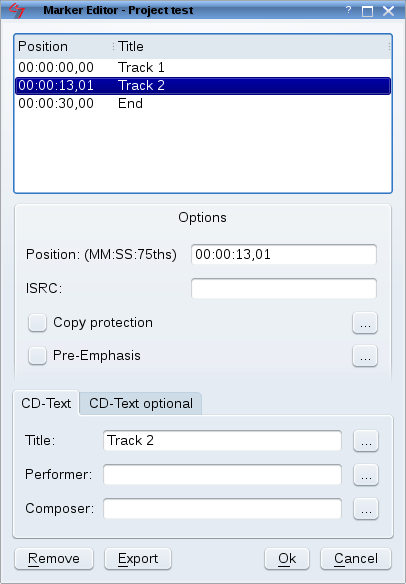 Marker Editor - Project test
Position Title
00:00:00,00 Track 1
00:00:13,01 Track 2
00:00:30,00 End
Options
Position: (MM:SS:75ths) 00:00:13,01
ISRC:
Copy protection ...
Pre-Emphasis ...
CD-Text CD-Text optional
Title: Track 2 ...
Performer: ...
Composer: ...
Remove Export Ok Cancel